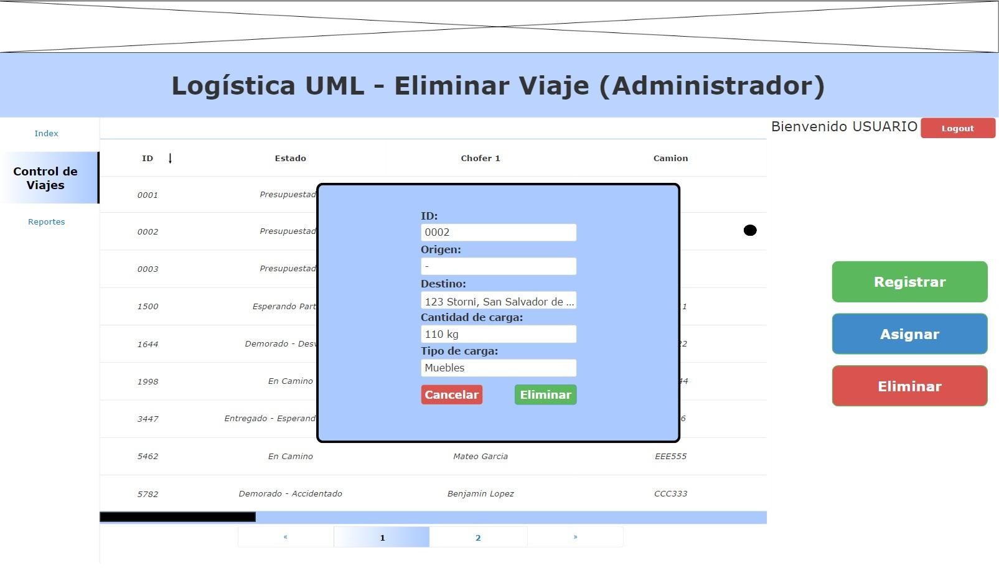 Logística UML - Eliminar Viaje (Administrador)
Index
Control de
Viajes
Reportes
Bienvenido USUARIO Logout
ID ↓ Estado Chofer 1 Camion
0001 Presupuestad
0002 Presupuestad
0003 Presupuestad
1500 Esperando Part 1
1644 Demorado - Desv 22
1998 En Camino 44
3447 Entregado - Esperand 6
5462 En Camino Mateo Garcia EEE555
5782 Demorado - Accidentado Benjamin Lopez CCC333
ID:
0002
Origen:
-
Destino:
123 Storni, San Salvador de ...
Cantidad de carga:
110 kg
Tipo de carga:
Muebles
Cancelar Eliminar
Registrar
Asignar
Eliminar
« 1 2 »